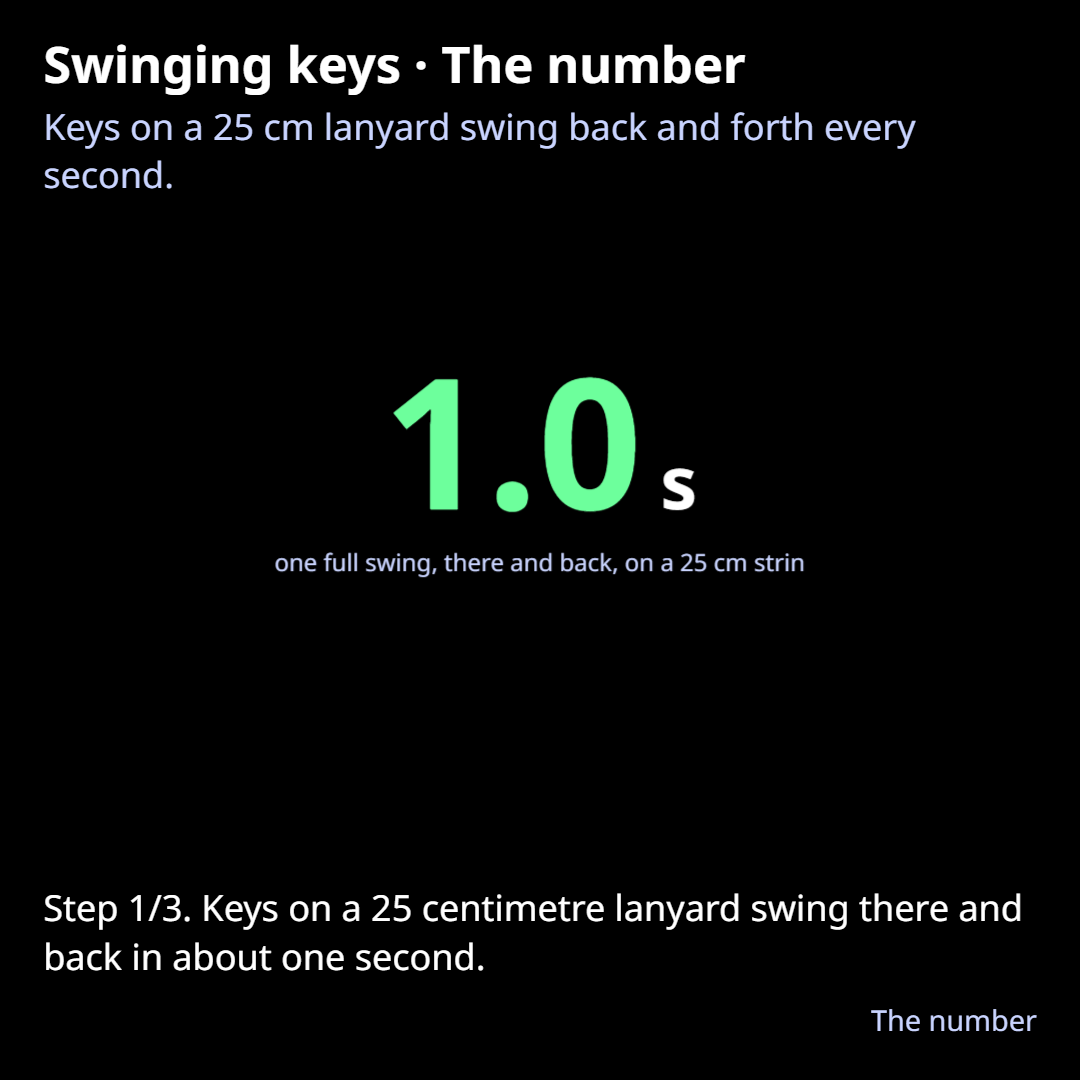 Swinging keys · The number
Keys on a 25 cm lanyard swing back and forth every
second.
1.0 s
one full swing, there and back, on a 25 cm strin
Step 1/3. Keys on a 25 centimetre lanyard swing there and
back in about one second.
The number